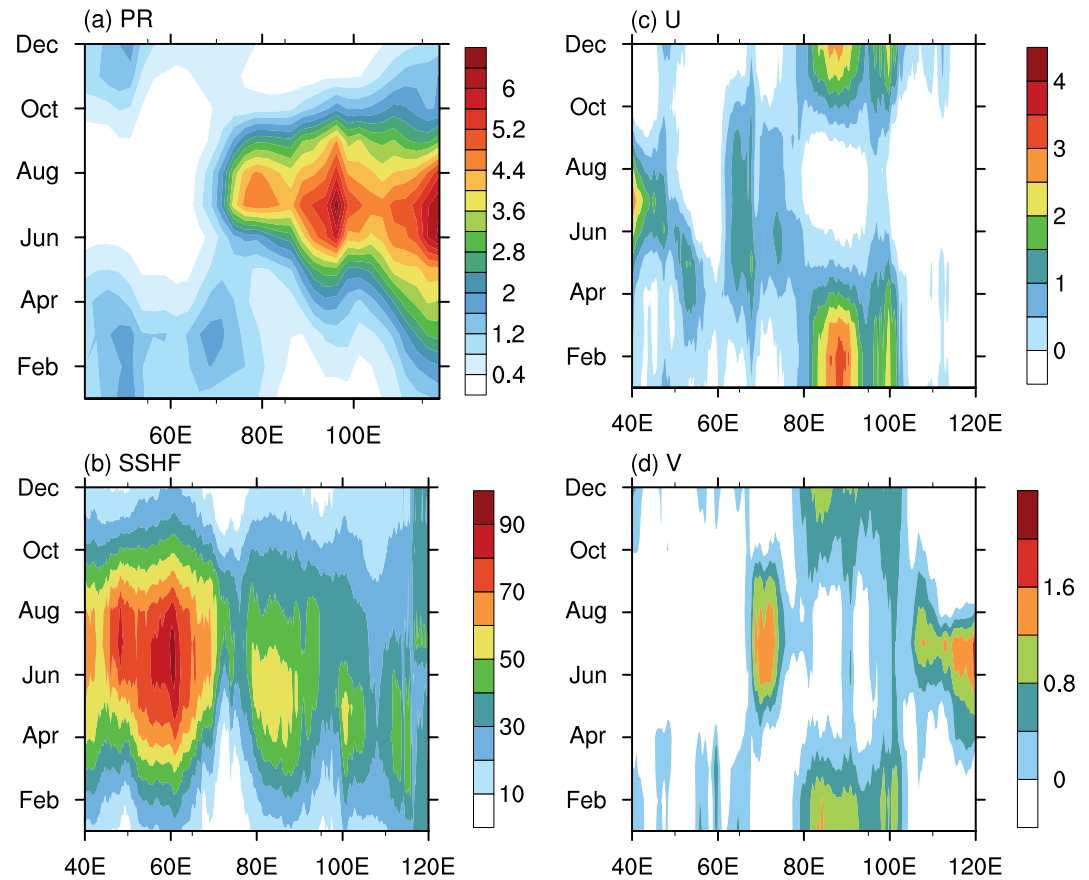 (a) PR
Dec
Oct
Aug
Jun
Apr
Feb
60E 80E 100E
6
5.2
4.4
3.6
2.8
2
1.2
0.4
(c) U
Dec
Oct
Aug
Jun
Apr
Feb
40E 60E 80E 100E 120E
4
3
2
1
0
(b) SSHF
Dec
Oct
Aug
Jun
Apr
Feb
40E 60E 80E 100E 120E
90
70
50
30
10
(d) V
Dec
Oct
Aug
Jun
Apr
Feb
40E 60E 80E 100E 120E
1.6
0.8
0